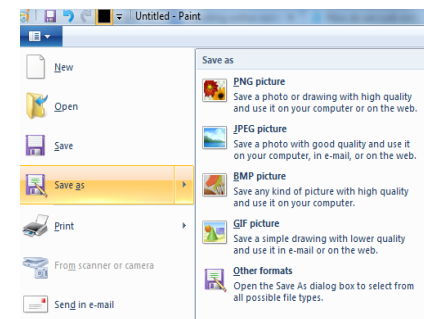 Untitled - Paint
New
Open
Save
Save as
Print
From scanner or camera
Send in e-mail
Save as
PNG picture
Save a photo or drawing with high quality
and use it on your computer or on the web.
JPEG picture
Save a photo with good quality and use it
on your computer, in e-mail, or on the web.
BMP picture
Save any kind of picture with high quality
and use it on your computer.
GIF picture
Save a simple drawing with lower quality
and use it in e-mail or on the web.
Other formats
Open the Save As dialog box to select from
all possible file types.